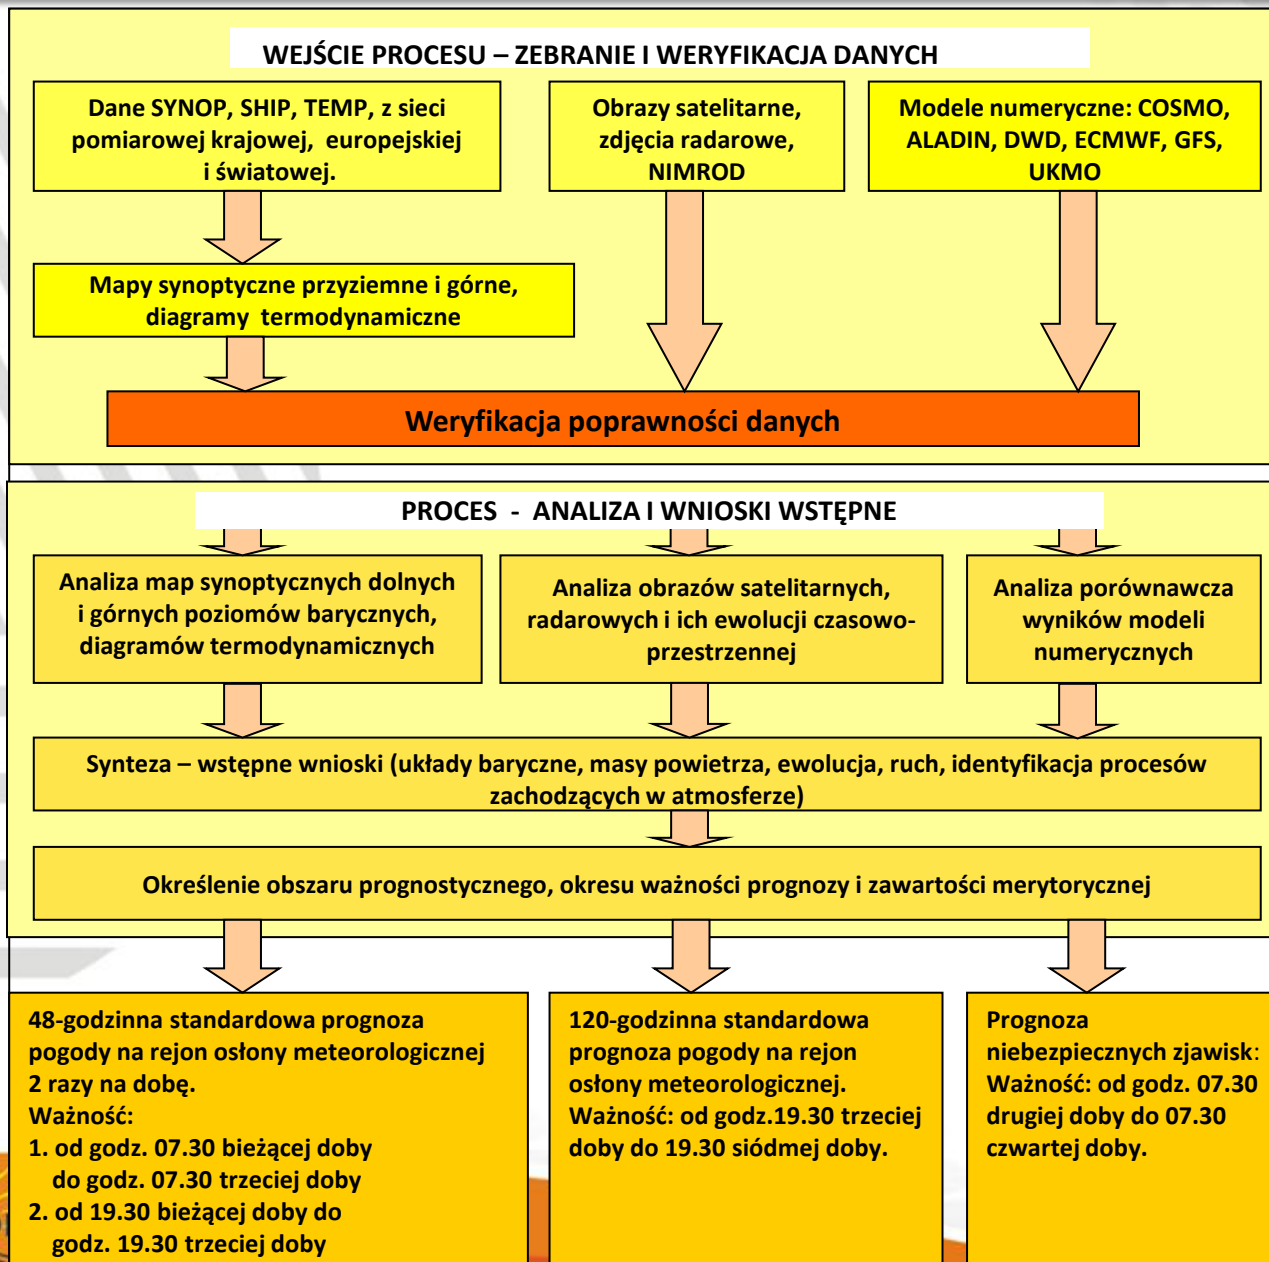 WEJŚCIE PROCESU – ZEBRANIE I WERYFIKACJA DANYCH
Dane SYNOP, SHIP, TEMP, z sieci
pomiarowej krajowej, europejskiej
i światowej.
Obrazy satelitarne,
zdjęcia radarowe,
NIMROD
Modele numeryczne: COSMO,
ALADIN, DWD, ECMWF, GFS,
UKMO
Mapy synoptyczne przyziemne i górne,
diagramy termodynamiczne
Weryfikacja poprawności danych
PROCES - ANALIZA I WNIOSKI WSTĘPNE
Analiza map synoptycznych dolnych
i górnych poziomów barycznych,
diagramów termodynamicznych
Analiza obrazów satelitarnych,
radarowych i ich ewolucji czasowo-
przestrzennej
Analiza porównawcza
wyników modeli
numerycznych
Synteza – wstępne wnioski (układy baryczne, masy powietrza, ewolucja, ruch, identyfikacja procesów
zachodzących w atmosferze)
Określenie obszaru prognostycznego, okresu ważności prognozy i zawartości merytorycznej
48-godzinna standardowa prognoza
pogody na rejon osłony meteorologicznej
2 razy na dobę.
Ważność:
1. od godz. 07.30 bieżącej doby
do godz. 07.30 trzeciej doby
2. od 19.30 bieżącej doby do
godz. 19.30 trzeciej doby
120-godzinna standardowa
prognoza pogody na rejon
osłony meteorologicznej.
Ważność: od godz.19.30 trzeciej
doby do 19.30 siódmej doby.
Prognoza
niebezpiecznych zjawisk:
Ważność: od godz. 07.30
drugiej doby do 07.30
czwartej doby.